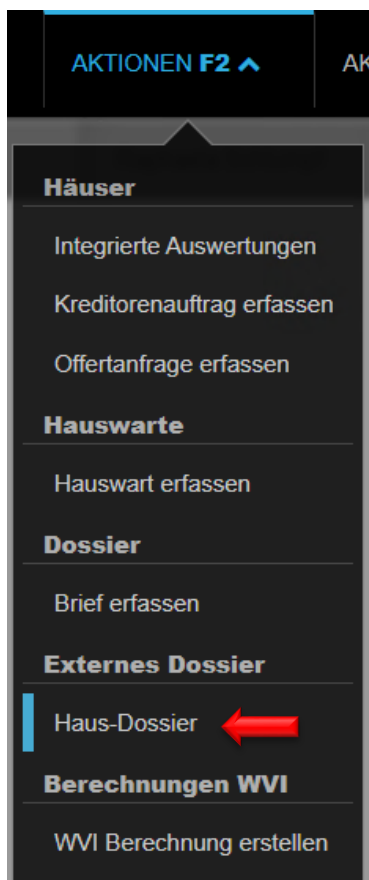 AKTIONEN F2
AK
Häuser
Integrierte Auswertungen
Kreditorenauftrag erfassen
Offertanfrage erfassen
Hauswarte
Hauswart erfassen
Dossier
Brief erfassen
Externes Dossier
Haus-Dossier
Berechnungen WVI
WVI Berechnung erstellen